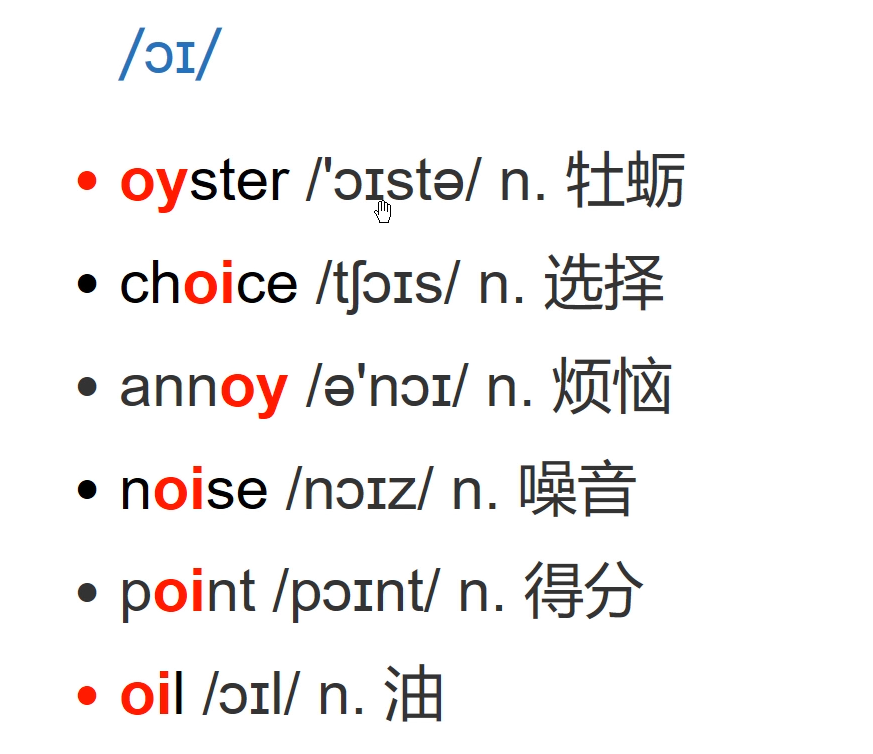 /ɔɪ/
• oyster /'ɔɪstə/ n. 牡蛎
• choice /tʃɔɪs/ n. 选择
• annoy /ə'nɔɪ/ n. 烦恼
• noise /nɔɪz/ n. 噪音
• point /pɔɪnt/ n. 得分
• oil /ɔɪl/ n. 油